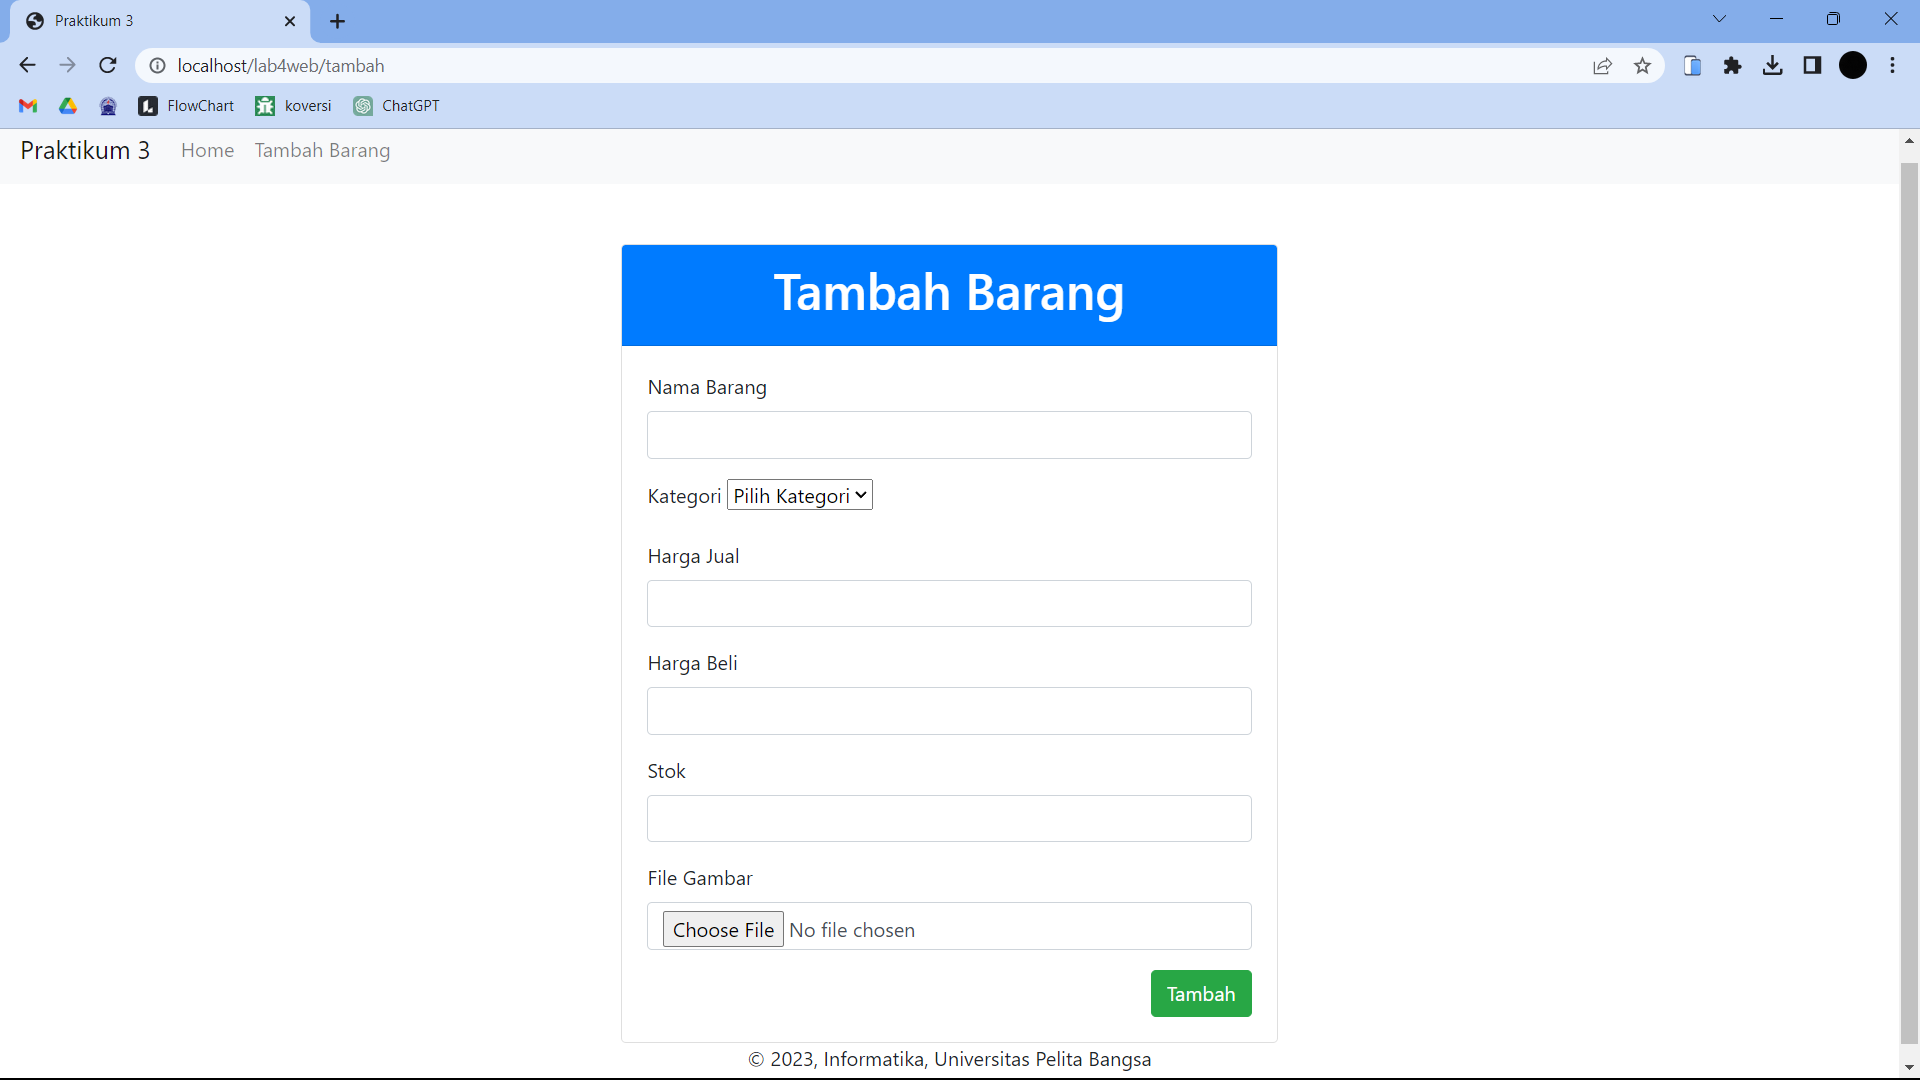 Praktikum 3
localhost/lab4web/tambah
FlowChart koversi ChatGPT
Praktikum 3 Home Tambah Barang
Tambah Barang
Nama Barang
Kategori Pilih Kategori
Harga Jual
Harga Beli
Stok
File Gambar
Choose File No file chosen
Tambah
© 2023, Informatika, Universitas Pelita Bangsa